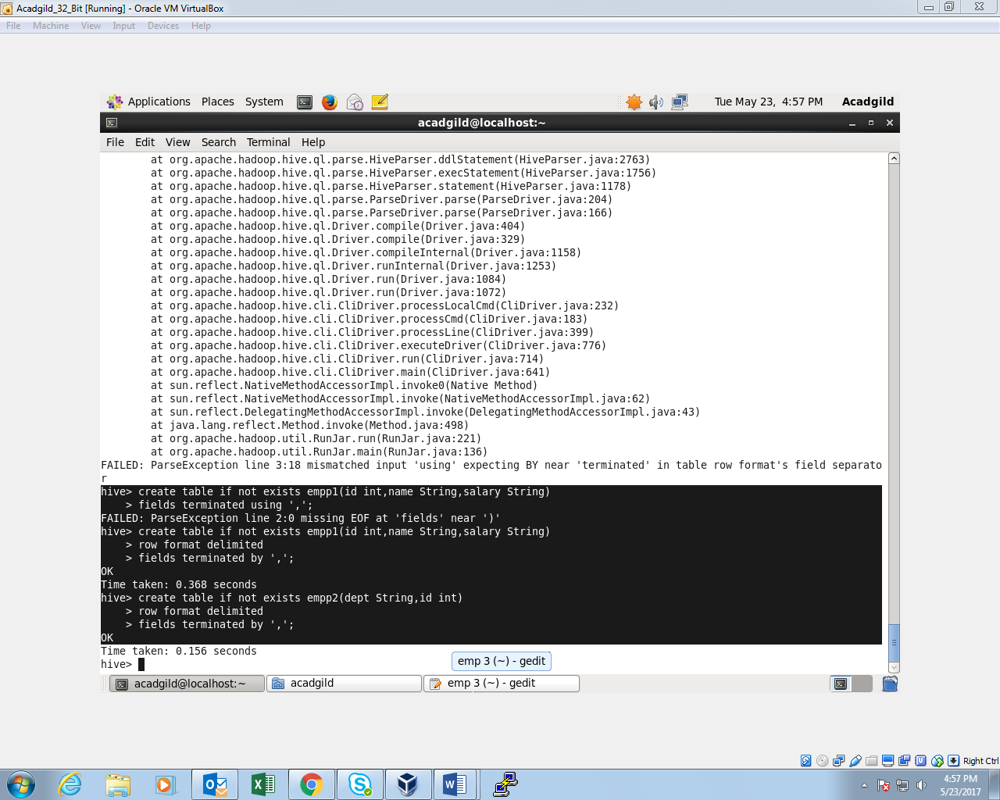 Acadgild_32_Bit [Running] - Oracle VM VirtualBox
File Machine View Input Devices Help
Applications Places System Tue May 23, 4:57 PM Acadgild
acadgild@localhost:~
File Edit View Search Terminal Help
at org.apache.hadoop.hive.ql.parse.HiveParser.ddlStatement(HiveParser.java:2763)
at org.apache.hadoop.hive.ql.parse.HiveParser.execStatement(HiveParser.java:1756)
at org.apache.hadoop.hive.ql.parse.HiveParser.statement(HiveParser.java:1178)
at org.apache.hadoop.hive.ql.parse.ParseDriver.parse(ParseDriver.java:204)
at org.apache.hadoop.hive.ql.parse.ParseDriver.parse(ParseDriver.java:166)
at org.apache.hadoop.hive.ql.Driver.compile(Driver.java:404)
at org.apache.hadoop.hive.ql.Driver.compile(Driver.java:329)
at org.apache.hadoop.hive.ql.Driver.compileInternal(Driver.java:1158)
at org.apache.hadoop.hive.ql.Driver.runInternal(Driver.java:1253)
at org.apache.hadoop.hive.ql.Driver.run(Driver.java:1084)
at org.apache.hadoop.hive.ql.Driver.run(Driver.java:1072)
at org.apache.hadoop.hive.cli.CliDriver.processLocalCmd(CliDriver.java:232)
at org.apache.hadoop.hive.cli.CliDriver.processCmd(CliDriver.java:183)
at org.apache.hadoop.hive.cli.CliDriver.processLine(CliDriver.java:399)
at org.apache.hadoop.hive.cli.CliDriver.executeDriver(CliDriver.java:776)
at org.apache.hadoop.hive.cli.CliDriver.run(CliDriver.java:714)
at org.apache.hadoop.hive.cli.CliDriver.main(CliDriver.java:641)
at sun.reflect.NativeMethodAccessorImpl.invoke0(Native Method)
at sun.reflect.NativeMethodAccessorImpl.invoke(NativeMethodAccessorImpl.java:62)
at sun.reflect.DelegatingMethodAccessorImpl.invoke(DelegatingMethodAccessorImpl.java:43)
at java.lang.reflect.Method.invoke(Method.java:498)
at org.apache.hadoop.util.RunJar.run(RunJar.java:221)
at org.apache.hadoop.util.RunJar.main(RunJar.java:136)
FAILED: ParseException line 3:18 mismatched input 'using' expecting BY near 'terminated' in table row format's field separato
r
hive> create table if not exists empp1(id int,name String,salary String)
> fields terminated using ',';
FAILED: ParseException line 2:0 missing EOF at 'fields' near ')'
hive> create table if not exists empp1(id int,name String,salary String)
> row format delimited
> fields terminated by ',';
OK
Time taken: 0.368 seconds
hive> create table if not exists empp2(dept String,id int)
> row format delimited
> fields terminated by ',';
OK
Time taken: 0.156 seconds
hive>
emp 3 (~) - gedit
acadgild@localhost:~ acadgild emp 3 (~) - gedit
Right Ctrl
4:57 PM
5/23/2017